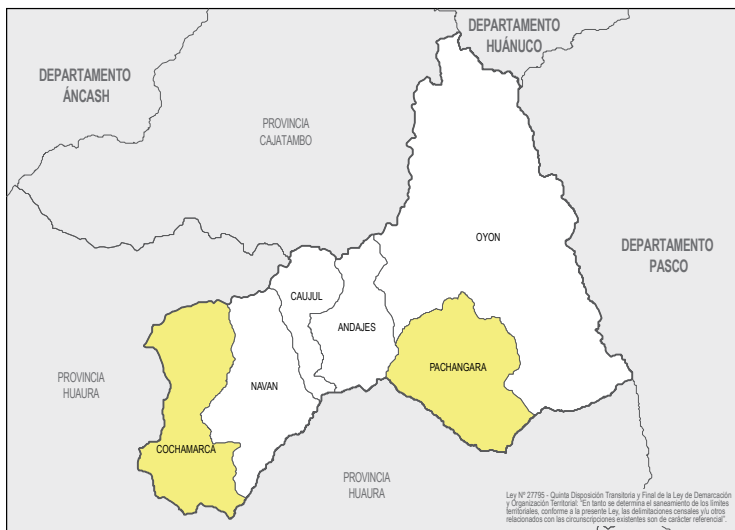 DEPARTAMENTO
HUÁNUCO
DEPARTAMENTO
ÁNCASH
PROVINCIA
CAJATAMBO
OYON
DEPARTAMENTO
PASCO
CAUJUL
ANDAJES
PACHANGARA
PROVINCIA
HUAURA
NAVAN
COCHAMARCA
PROVINCIA
HUAURA
Ley Nº 27795 - Quinta Disposición Transitoria y Final de la Ley de Demarcación
y Organización Territorial: "En tanto se determina el saneamiento de los límites
territoriales, conforme a la presente Ley, las delimitaciones censales y/u otros
relacionados con las circunscripciones existentes son de carácter referencial".